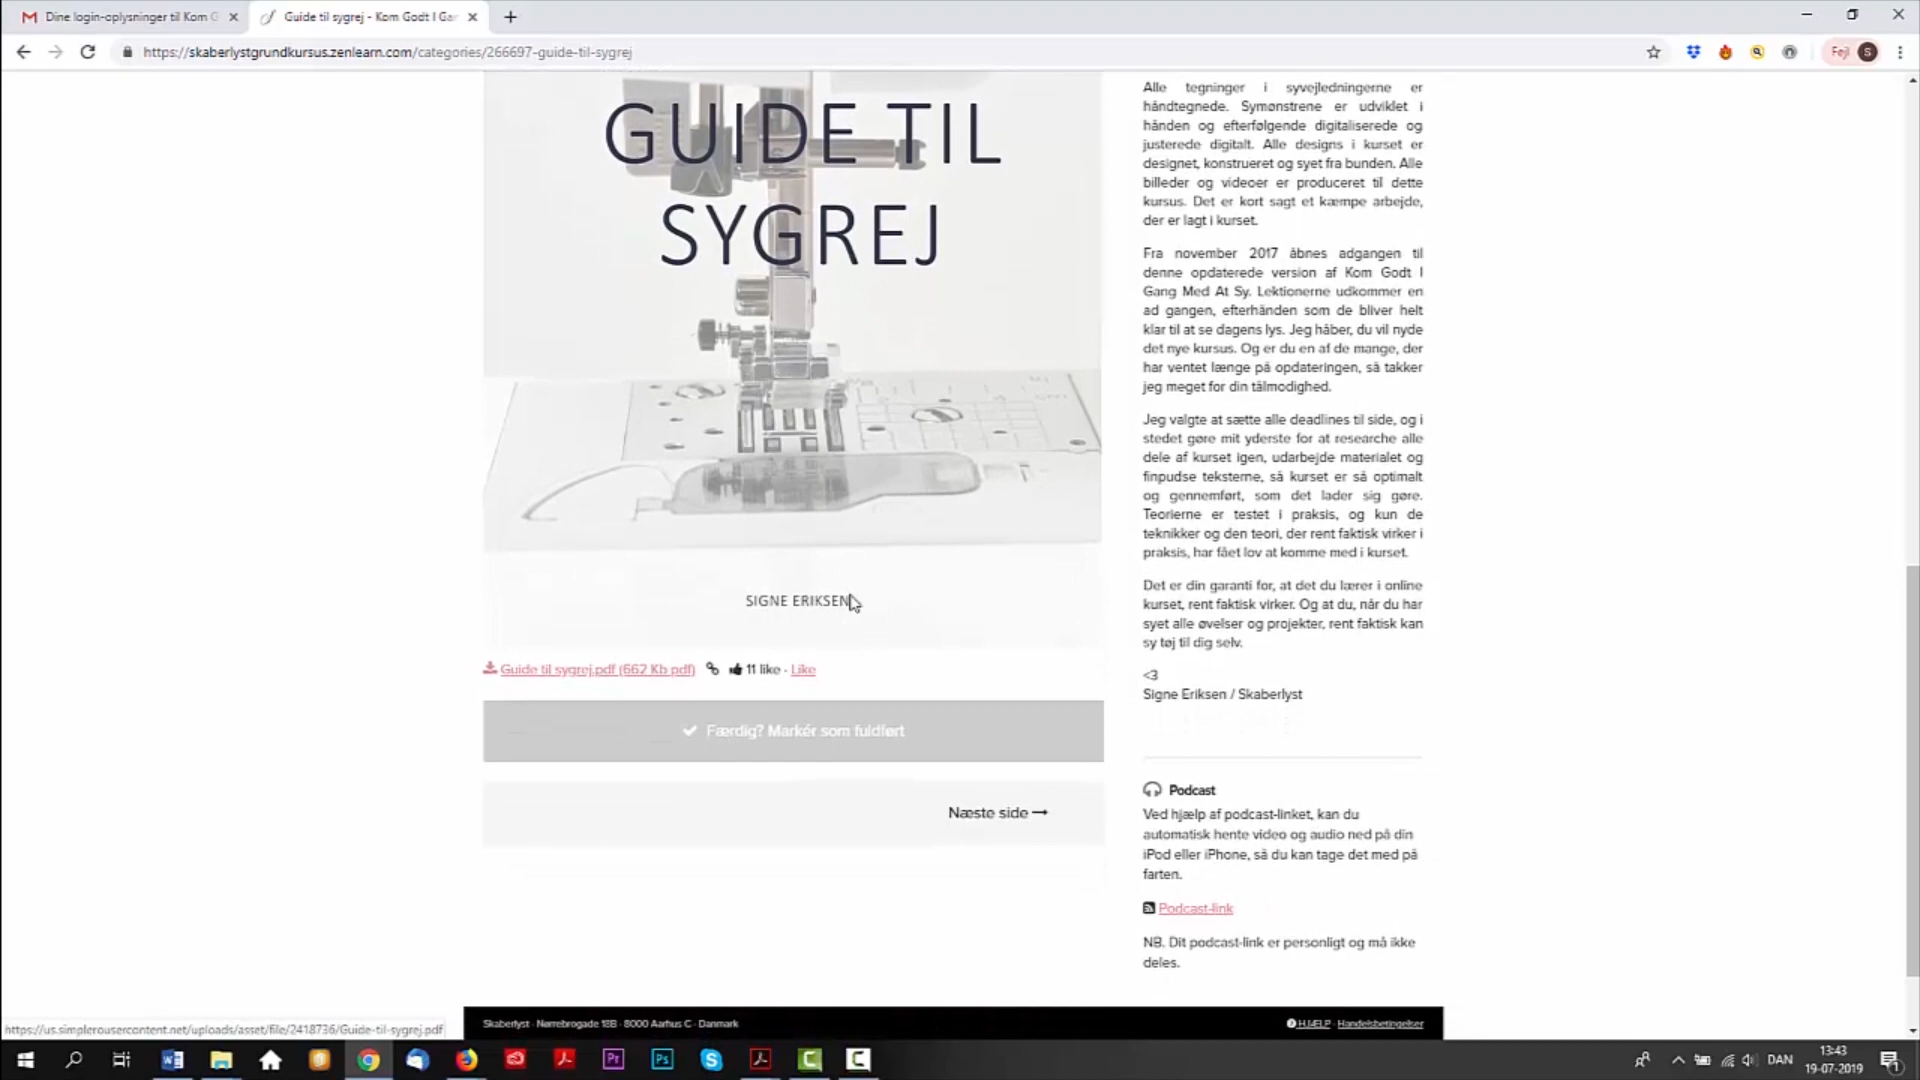 Dine login-oplysninger til Kom G
Guide til sygrej - Kom Godt I Gan
https://skaberlystgrundkursus.zenlearn.com/categories/266697-guide-til-sygrej
Fejl
S
GUIDE TIL
SYGREJ
SIGNE ERIKSEN
Guide til sygrej.pdf (662 Kb pdf)
11 like - Like
Færdig? Markér som fuldført
Næste side
Alle tegninger i syvejledningerne er
håndtegnede. Symønstrene er udviklet i
hånden og efterfølgende digitaliserede og
justerede digitalt. Alle designs i kurset er
designet, konstrueret og syet fra bunden. Alle
billeder og videoer er produceret til dette
kursus. Det er kort sagt et kæmpe arbejde,
der er lagt i kurset.
Fra november 2017 åbnes adgangen til
denne opdaterede version af Kom Godt I
Gang Med At Sy. Lektionerne udkommer en
ad gangen, efterhånden som de bliver helt
klar til at se dagens lys. Jeg håber, du vil nyde
det nye kursus. Og er du en af de mange, der
har ventet længe på opdateringen, så takker
jeg meget for din tålmodighed.
Jeg valgte at sætte alle deadlines til side, og i
stedet gøre mit yderste for at researche alle
dele af kurset igen, udarbejde materialet og
finpudse teksterne, så kurset er så optimalt
og gennemført, som det lader sig gøre.
Teorierne er testet i praksis, og kun de
teknikker og den teori, der rent faktisk virker i
praksis, har fået lov at komme med i kurset.
Det er din garanti for, at det du lærer i online
kurset, rent faktisk virker. Og at du, når du har
syet alle øvelser og projekter, rent faktisk kan
sy tøj til dig selv.
<3
Signe Eriksen / Skaberlyst
Podcast
Ved hjælp af podcast-linket, kan du
automatisk hente video og audio ned på din
iPod eller iPhone, så du kan tage det med på
farten.
Podcast-link
NB. Dit podcast-link er personligt og må ikke
deles.
Skaberlyst · Nørrebrogade 18B · 8000 Aarhus C · Danmark
HJÆLP · Handelsbetingelser
https://us.simplerousercontent.net/uploads/asset/file/2418736/Guide-til-sygrej.pdf
Pr
Ps
DAN
13:43
19-07-2019
1